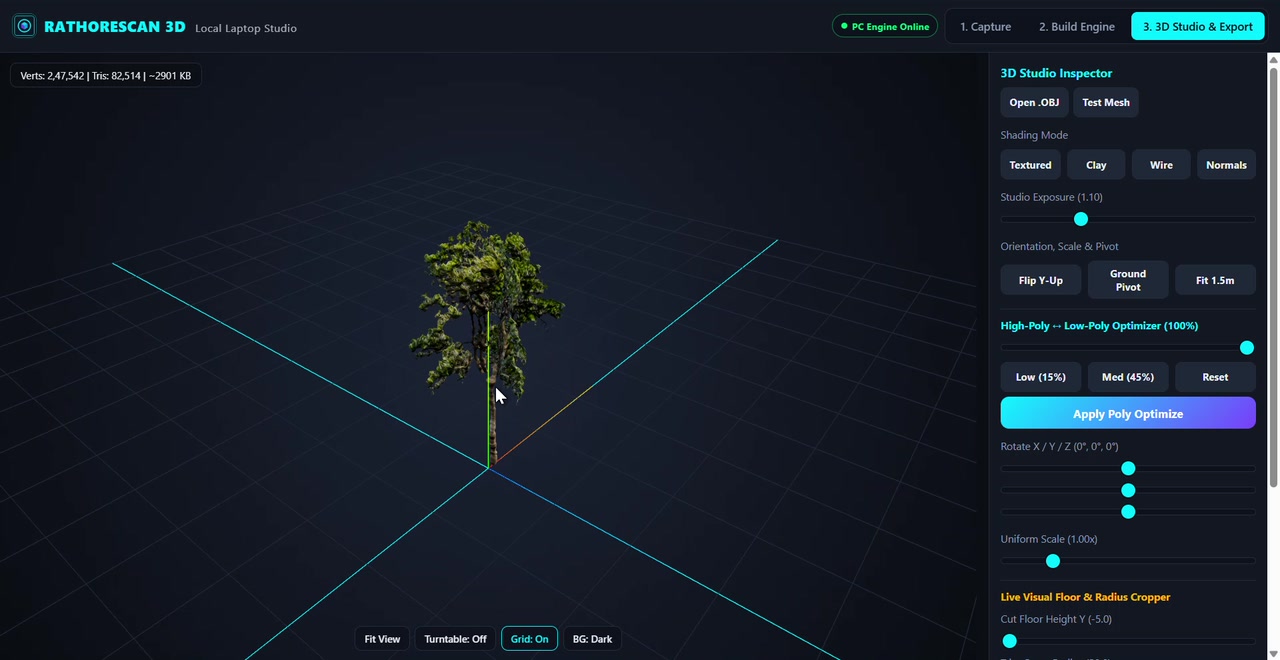 RATHORESCAN 3D Local Laptop Studio
PC Engine Online
1. Capture
2. Build Engine
3. 3D Studio & Export
Verts: 2,47,542 | Tris: 82,514 | ~2901 KB
3D Studio Inspector
Open .OBJ
Test Mesh
Shading Mode
Textured
Clay
Wire
Normals
Studio Exposure (1.10)
Orientation, Scale & Pivot
Flip Y-Up
Ground
Pivot
Fit 1.5m
High-Poly ↔ Low-Poly Optimizer (100%)
Low (15%)
Med (45%)
Reset
Apply Poly Optimize
Rotate X / Y / Z (0°, 0°, 0°)
Uniform Scale (1.00x)
Live Visual Floor & Radius Cropper
Cut Floor Height Y (-5.0)
Fit View
Turntable: Off
Grid: On
BG: Dark